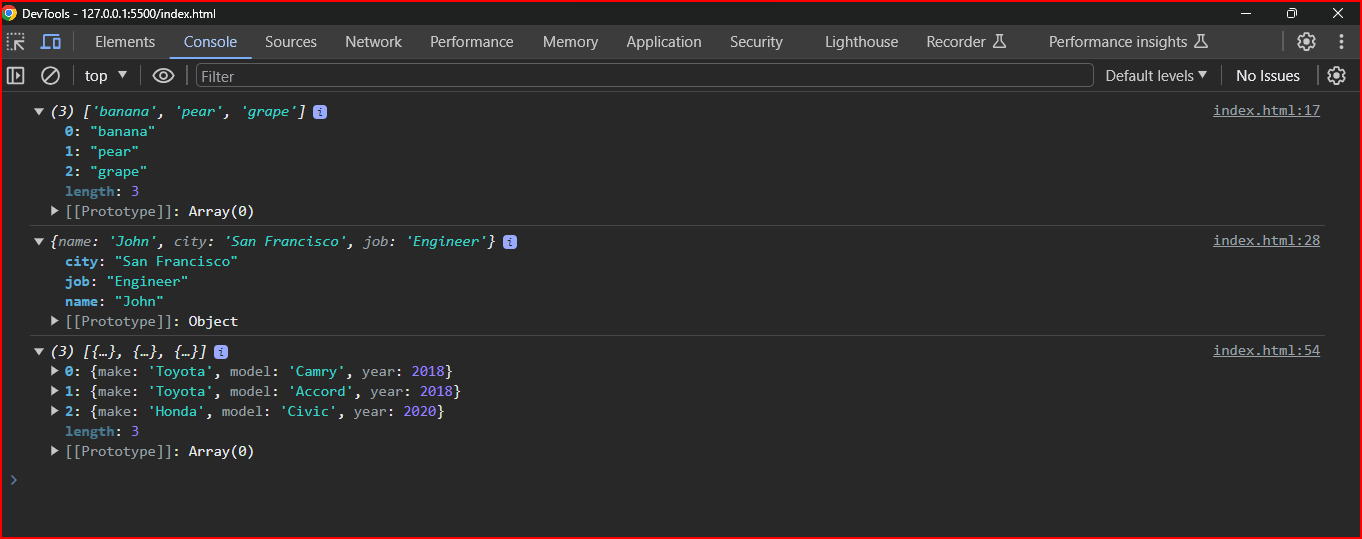 DevTools - 127.0.0.1:5500/index.html
Elements Console Sources Network Performance Memory Application Security Lighthouse Recorder Performance insights
top ▼ Filter Default levels ▼ No Issues
▼ (3) ['banana', 'pear', 'grape'] i index.html:17
0: "banana"
1: "pear"
2: "grape"
length: 3
▶ [[Prototype]]: Array(0)
▼ {name: 'John', city: 'San Francisco', job: 'Engineer'} i index.html:28
city: "San Francisco"
job: "Engineer"
name: "John"
▶ [[Prototype]]: Object
▼ (3) [{…}, {…}, {…}] i index.html:54
▶ 0: {make: 'Toyota', model: 'Camry', year: 2018}
▶ 1: {make: 'Toyota', model: 'Accord', year: 2018}
▶ 2: {make: 'Honda', model: 'Civic', year: 2020}
length: 3
▶ [[Prototype]]: Array(0)